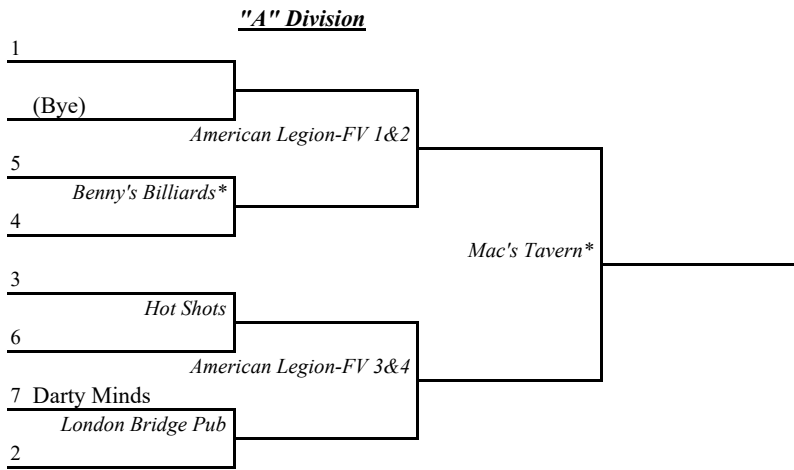 "A" Division
1
(Bye)
American Legion-FV 1&2
5
Benny's Billiards*
4
Mac's Tavern*
3
Hot Shots
6
American Legion-FV 3&4
7 Darty Minds
London Bridge Pub
2